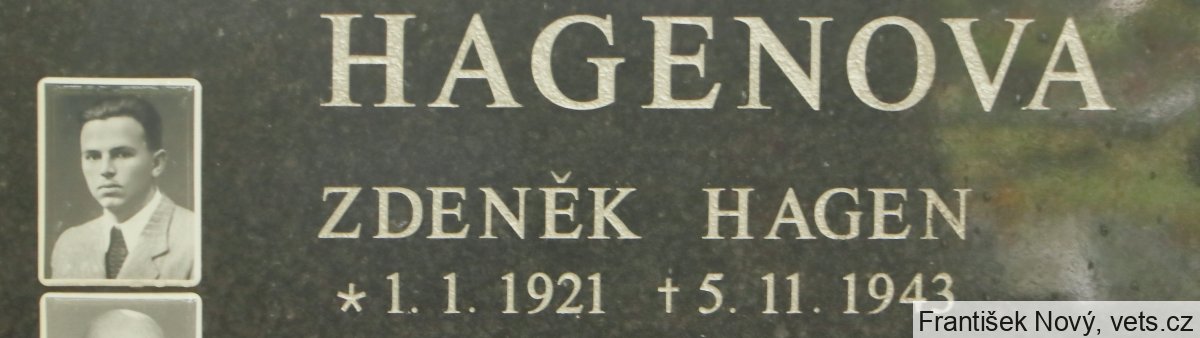 HAGENOVA
ZDENĚK HAGEN
* 1. 1. 1921 † 5. 11. 1943
František Nový, vets.cz